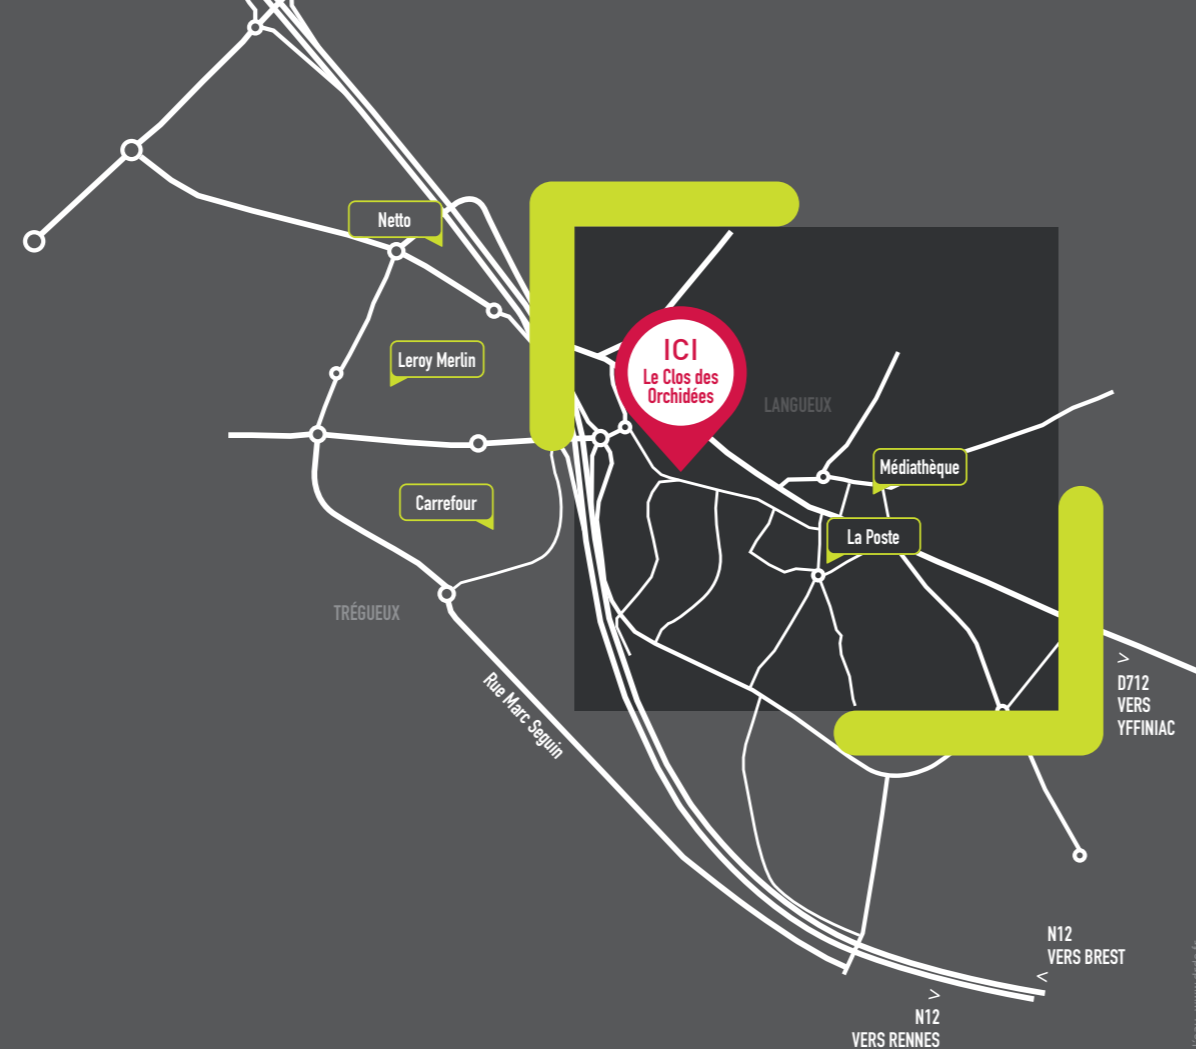 Netto
ICI
Le Clos des
Orchidées
Leroy Merlin
LANGUEUX
Médiathèque
Carrefour
La Poste
TRÉGUEUX
Rue Marc Seguin
>
D712
VERS
YFFINIAC
N12
VERS BREST
<
>
N12
VERS RENNES